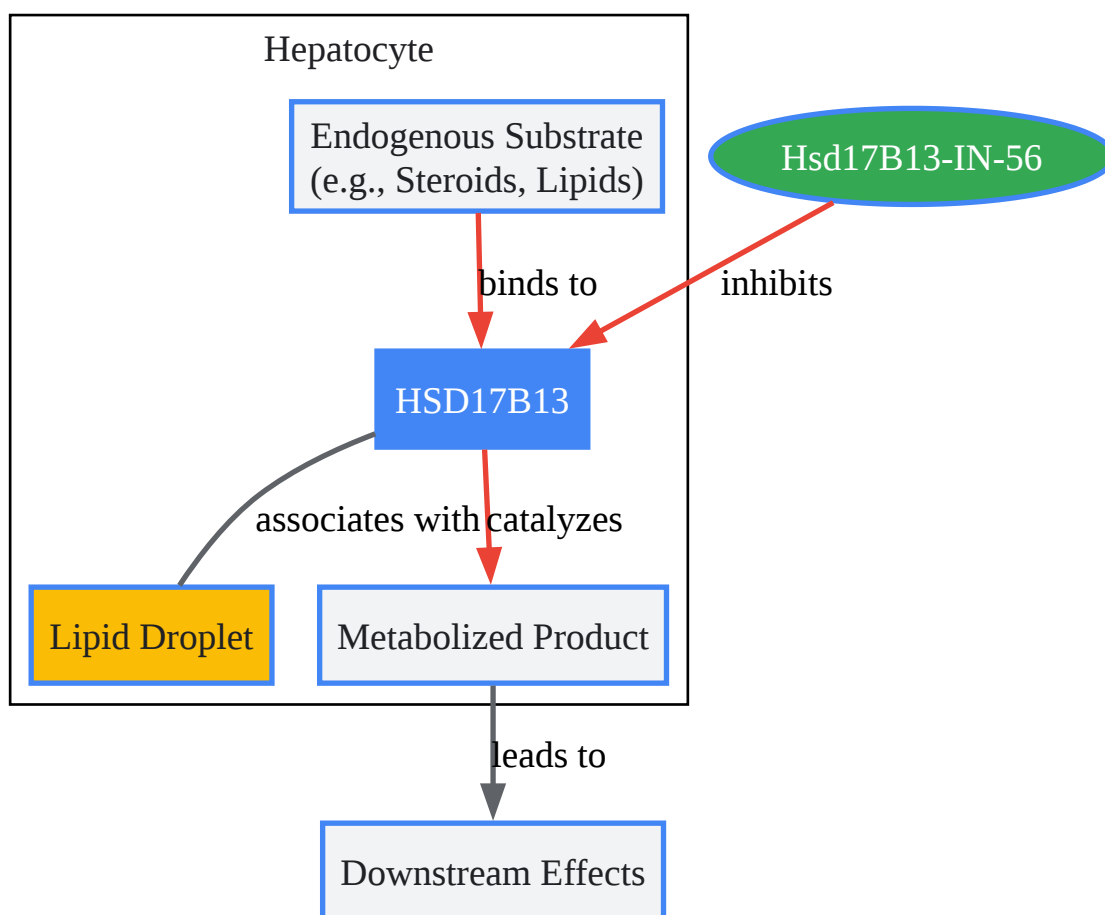 Hepatocyte
Endogenous Substrate
(e.g., Steroids, Lipids)
Hsd17B13-IN-56
binds to
inhibits
HSD17B13
associates with
catalyzes
Lipid Droplet
Metabolized Product
leads to
Downstream Effects